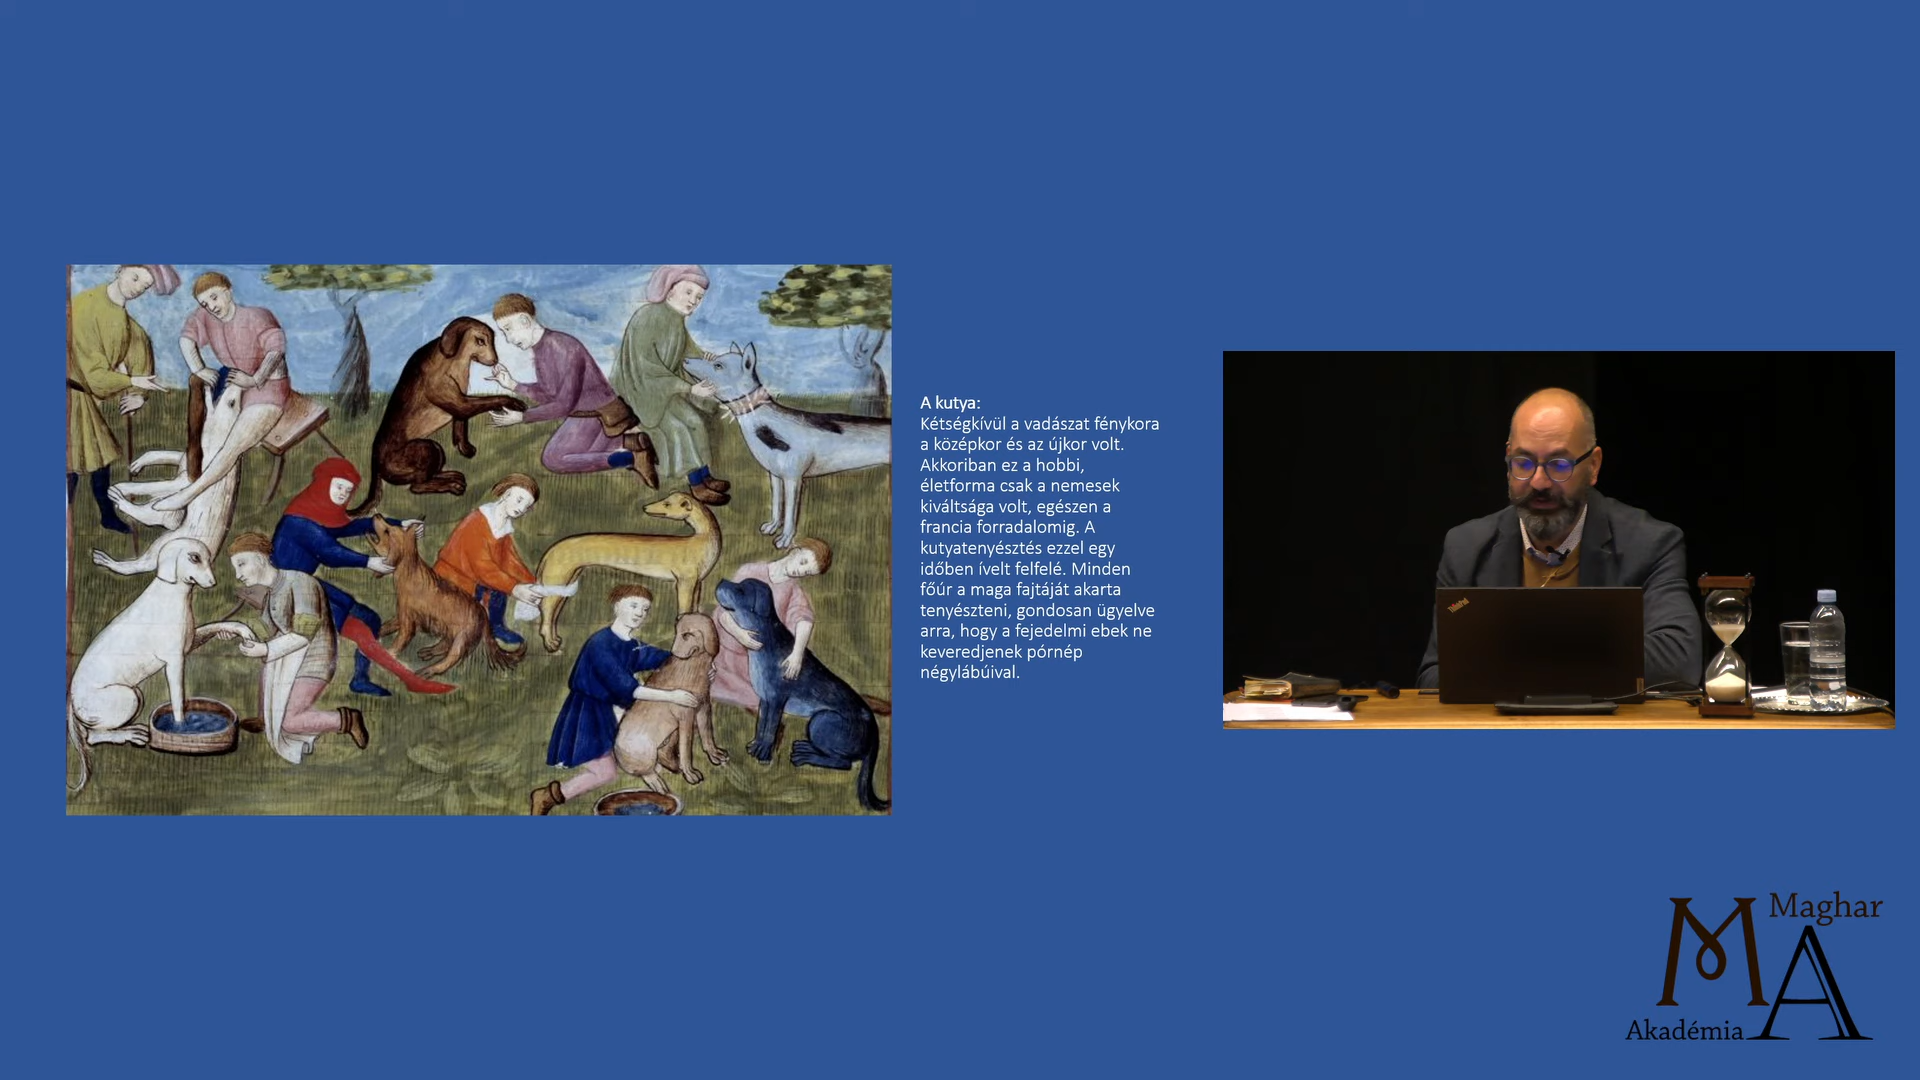 A kutya:
Kétségkívül a vadászat fénykora
a középkor és az újkor volt.
Akkoriban ez a hobbi,
életforma csak a nemesek
kiváltsága volt, egészen a
francia forradalomig. A
kutyatenyésztés ezzel egy
időben ívelt felfelé. Minden
főúr a maga fajtáját akarta
tenyészteni, gondosan ügyelve
arra, hogy a fejedelmi ebek ne
keveredjenek pórnép
négylábúival.
ThinkPad
Maghar
MA
Akadémia